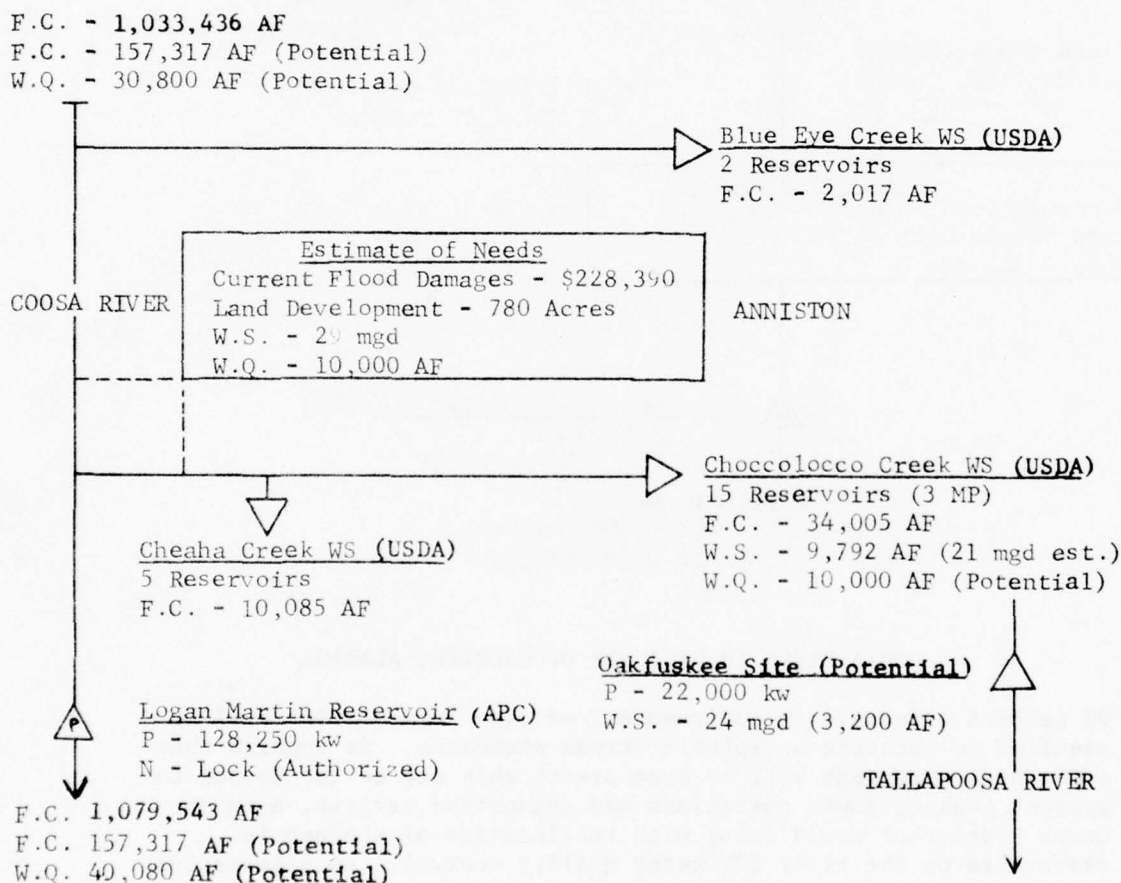 F.C. - 1,033,436 AF
F.C. - 157,317 AF (Potential)
W.Q. - 30,800 AF (Potential)
Blue Eye Creek WS (USDA)
2 Reservoirs
F.C. - 2,017 AF
Estimate of Needs
Current Flood Damages - $228,390
Land Development - 780 Acres
W.S. - 29 mgd
W.Q. - 10,000 AF
COOSA RIVER
ANNISTON
Choccolocco Creek WS (USDA)
15 Reservoirs (3 MP)
F.C. - 34,005 AF
W.S. - 9,792 AF (21 mgd est.)
W.Q. - 10,000 AF (Potential)
Cheaha Creek WS (USDA)
5 Reservoirs
F.C. - 10,085 AF
Oakfuskee Site (Potential)
P - 22,000 kw
W.S. - 24 mgd (3,200 AF)
P
Logan Martin Reservoir (APC)
P - 128,250 kw
N - Lock (Authorized)
TALLAPOOSA RIVER
F.C. 1,079,543 AF
F.C. 157,317 AF (Potential)
W.Q. 40,080 AF (Potential)